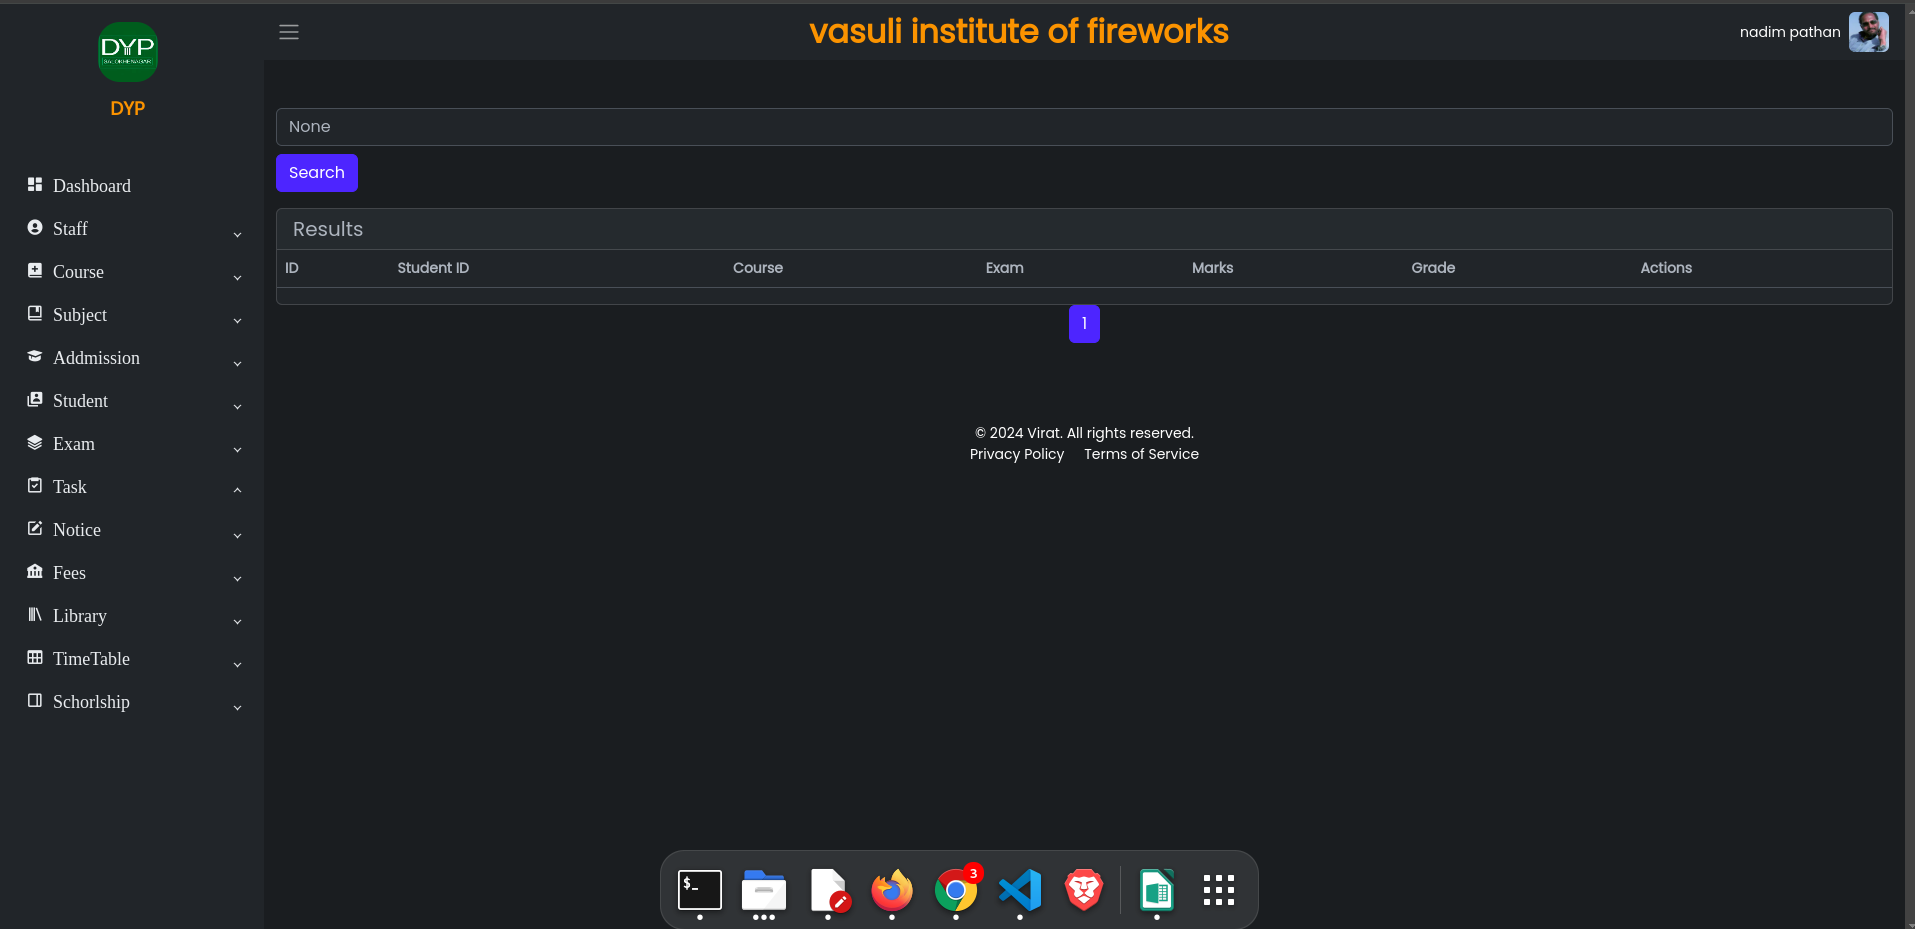 DYP
SALOKHENAGAR
DYP
Dashboard
Staff
Course
Subject
Addmission
Student
Exam
Task
Notice
Fees
Library
TimeTable
Schorlship
vasuli institute of fireworks
nadim pathan
None
Search
Results
ID Student ID Course Exam Marks Grade Actions
1
© 2024 Virat. All rights reserved.
Privacy Policy Terms of Service
$_
3